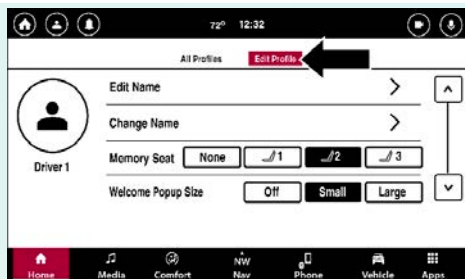 72° 12:32
All Profiles Edit Profile
Edit Name
Change Name
Driver 1
Memory Seat None 1 2 3
Welcome Popup Size Off Small Large
Home Media Comfort NW Nav Phone Vehicle Apps